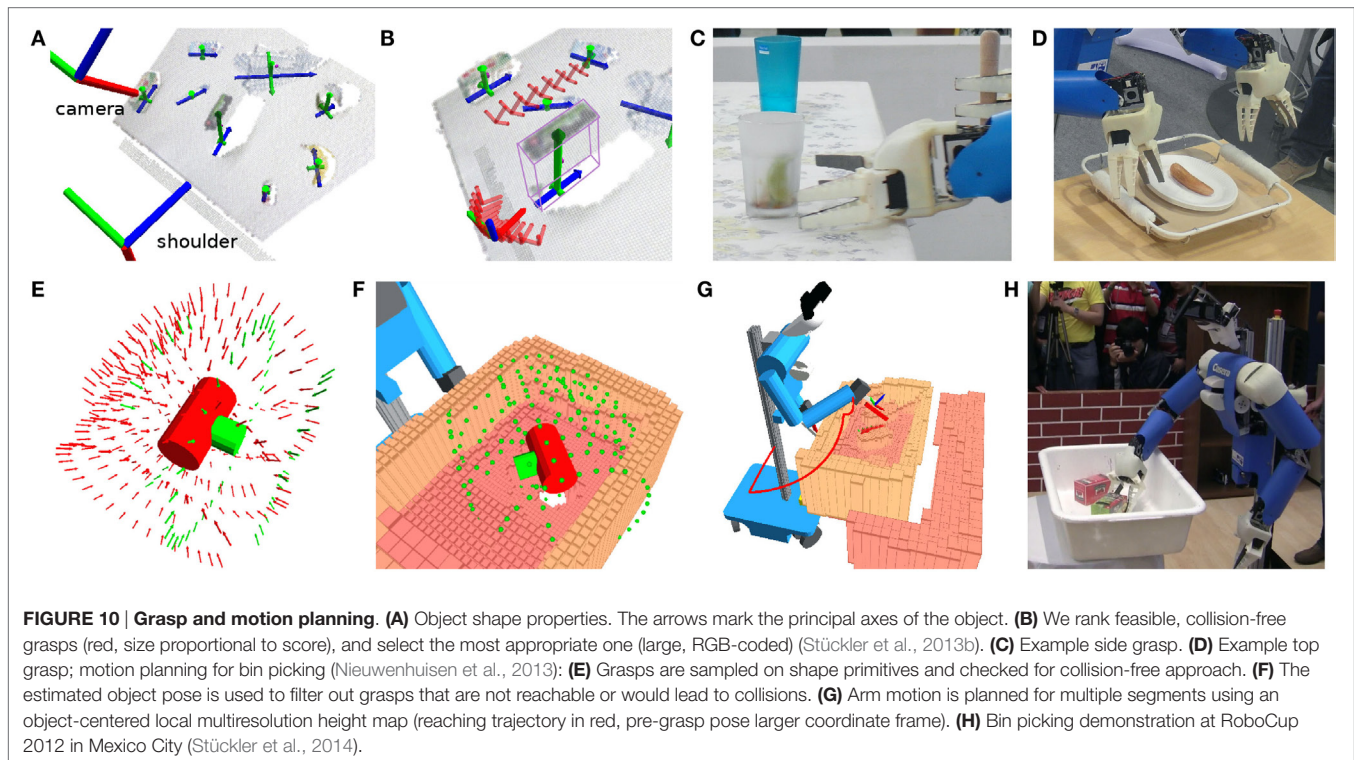 A
B
C
D
camera
shoulder
E
F
G
H
FIGURE 10 | Grasp and motion planning. (A) Object shape properties. The arrows mark the principal axes of the object. (B) We rank feasible, collision-free
grasps (red, size proportional to score), and select the most appropriate one (large, RGB-coded) (Stückler et al., 2013b). (C) Example side grasp. (D) Example top
grasp; motion planning for bin picking (Nieuwenhuisen et al., 2013): (E) Grasps are sampled on shape primitives and checked for collision-free approach. (F) The
estimated object pose is used to filter out grasps that are not reachable or would lead to collisions. (G) Arm motion is planned for multiple segments using an
object-centered local multiresolution height map (reaching trajectory in red, pre-grasp pose larger coordinate frame). (H) Bin picking demonstration at RoboCup
2012 in Mexico City (Stückler et al., 2014).